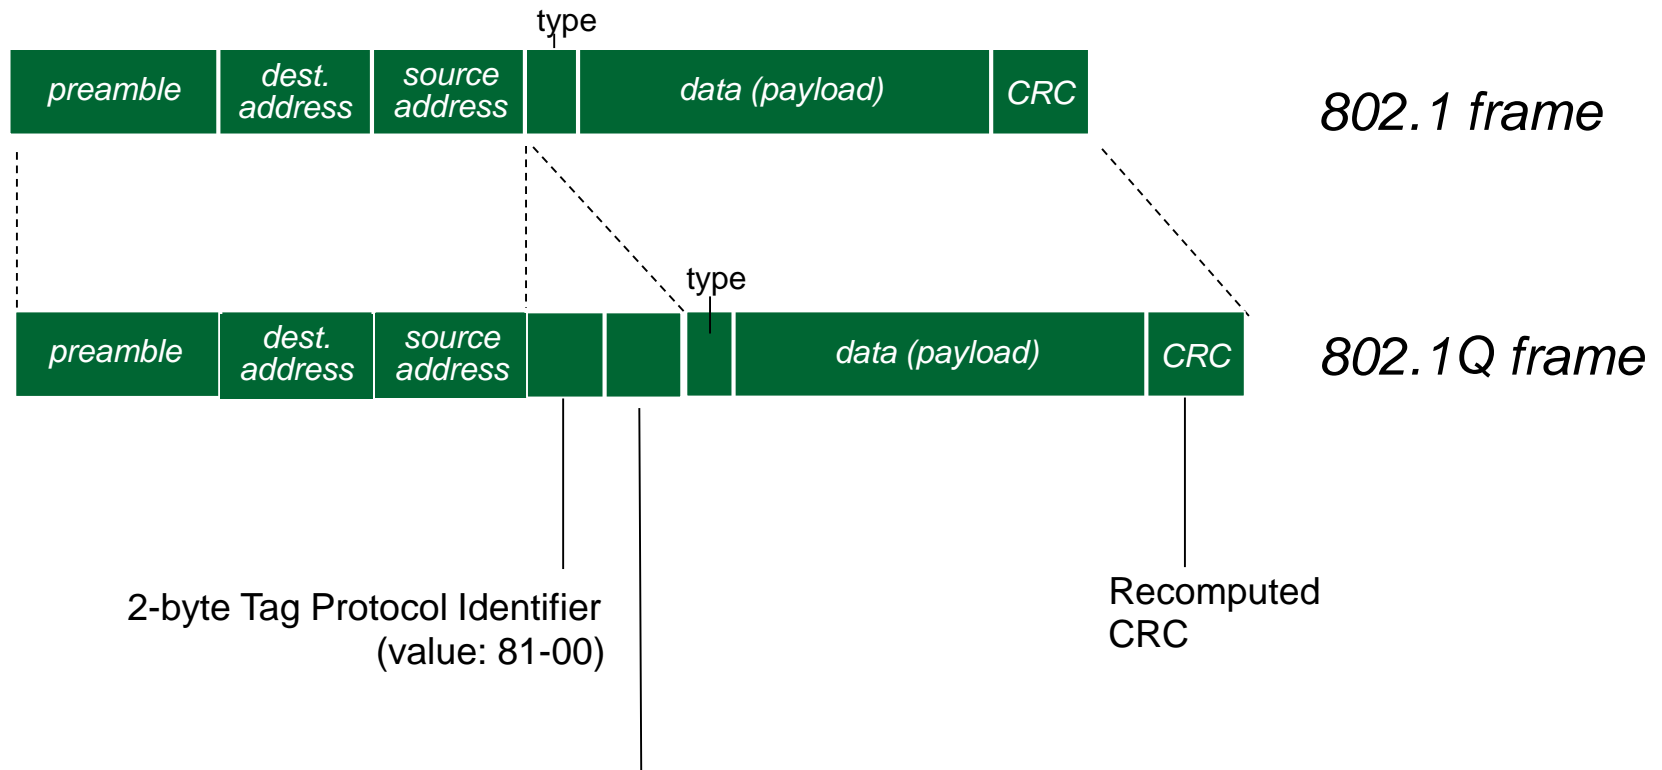 type
preamble
dest.
address
source
address
data (payload)
CRC
802.1 frame
type
preamble
dest.
address
source
address
data (payload)
CRC
802.1Q frame
2-byte Tag Protocol Identifier
(value: 81-00)
Recomputed
CRC